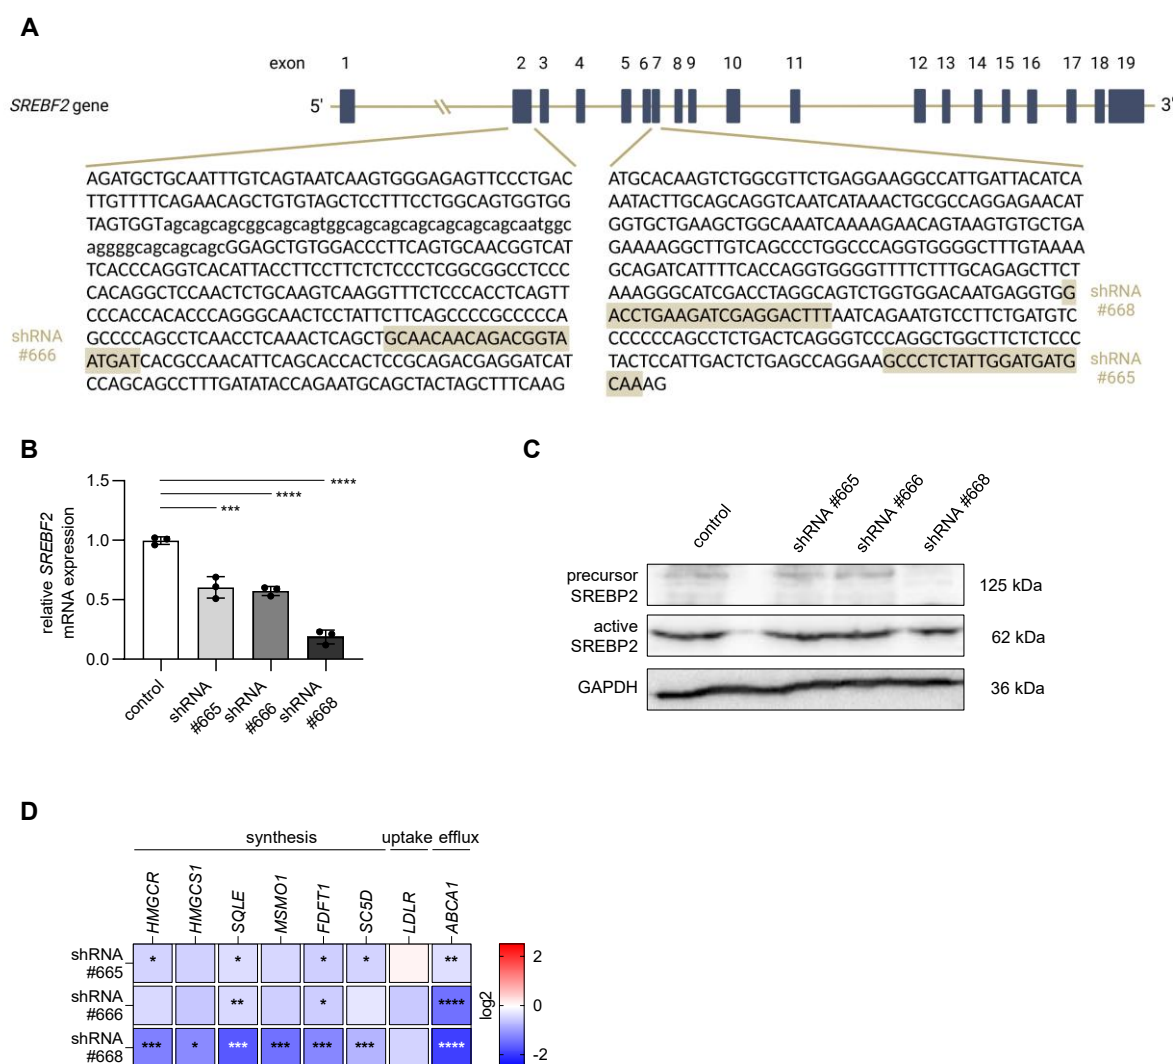 A
exon 1 2 3 4 5 6 7 8 9 10 11 12 13 14 15 16 17 18 19
SREBF2 gene 5' 3'
AGATGCTGCAATTTGTCAGTAATCAAGTGGGAGAGTTCCCTGAC
TTGTTTTCAGAACAGCTGTGTAGCTCCTTTCCTGGCAGTGGTGG
TAGTGGTagcagcagcggcagcagtggcagcagcagcagcagcagcaatggc
aggggcagcagcagcGGAGCTGTGGACCCTTCAGTGCAACGGTCAT
TCACCCAGGTCACATTACCTTCCTTCTCTCCCTCGGCGGCCTCCC
CACAGGCTCCAACTCTGCAAGTCAAGGTTTCTCCCACCTCAGTT
CCCACCACACCCAGGGCAACTCCTATTCTTCAGCCCCGCCCCCA
GCCCCCAGCCTCAACCTCAAACTCAGCTGCAACAACAGACGGTA
ATGATCACGCCAACATTCAGCACCACTCCGCAGACGAGGATCAT
CCAGCAGCCTTTGATATACCAGAATGCAGCTACTAGCTTTCAAG
shRNA
#666
ATGCACAAGTCTGGCGTTCTGAGGAAGGCCATTGATTACATCA
AATACTTGCAGCAGGTCAATCATAAACTGCGCCAGGAGAACAT
GGTGCTGAAGCTGGCAAATCAAAAGAACAGTAAGTGTGCTGA
GAAAAGGCTTGTCAGCCCTGGCCCAGGTGGGGCTTTGTAAAA
GCAGATCATTTTCACCAGGTGGGGTTTTCTTTGCAGAGCTTCT
AAAGGGCATCGACCTAGGCAGTCTGGTGGACAATGAGGTGG
ACCTGAAGATCGAGGACTTTAATCAGAATGTCCTTCTGATGTC
CCCCCCAGCCTCTGACTCAGGGTCCCAGGCTGGCTTCTCTCCC
TACTCCATTGACTCTGAGCCAGGAAGCCCTCTATTGGATGATG
CAAAG
shRNA
#668
shRNA
#665
B
relative SREBF2
mRNA expression
1.5
1.0
0.5
0.0
****
****
***
control
shRNA
#665
shRNA
#666
shRNA
#668
C
control
shRNA #665
shRNA #666
shRNA #668
precursor
SREBP2
125 kDa
active
SREBP2
62 kDa
GAPDH
36 kDa
D
synthesis uptake efflux
HMGCR HMGCS1 SQLE MSMO1 FDFT1 SC5D LDLR ABCA1
shRNA
#665
* * * * **
shRNA
#666
** * ****
shRNA
#668
*** * *** *** *** *** ****
log2
2
0
-2